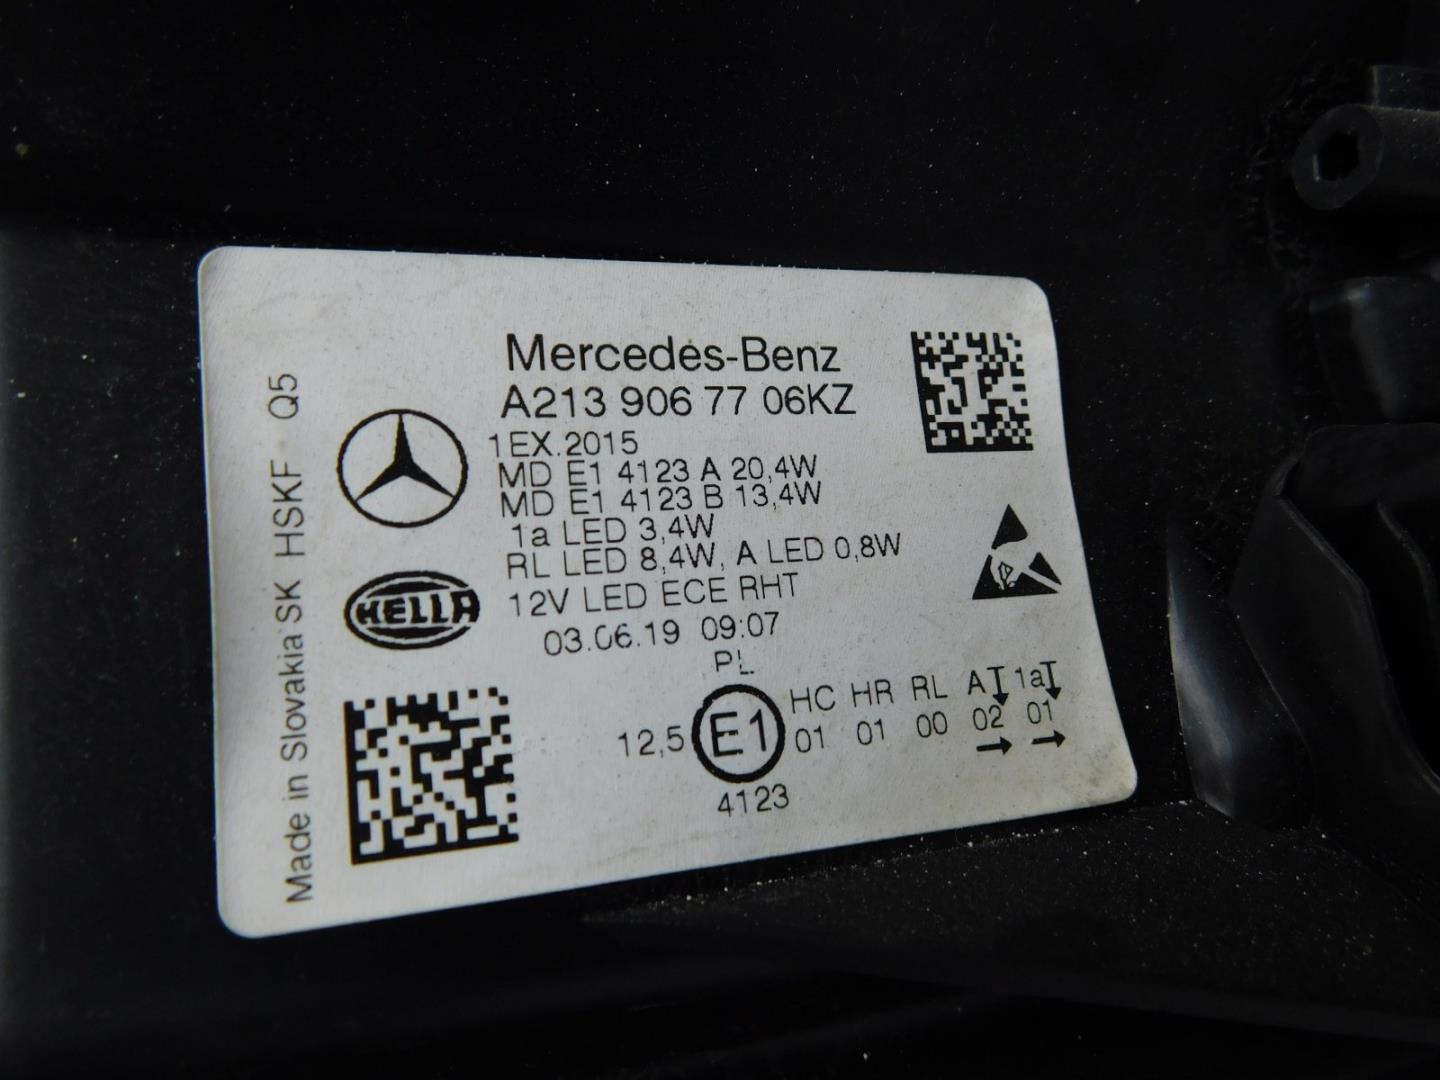 Mercedes-Benz
A213 906 77 06KZ
1EX.2015
MD E1 4123 A 20,4W
MD E1 4123 B 13,4W
1a LED 3,4W
RL LED 8,4W, A LED 0,8W
12V LED ECE RHT
03.06.19 09:07
PL
HC HR RL A 1a
12,5 E1 01 01 00 02 01
4123
HELLA
Made in Slovakia SK HSKF Q5